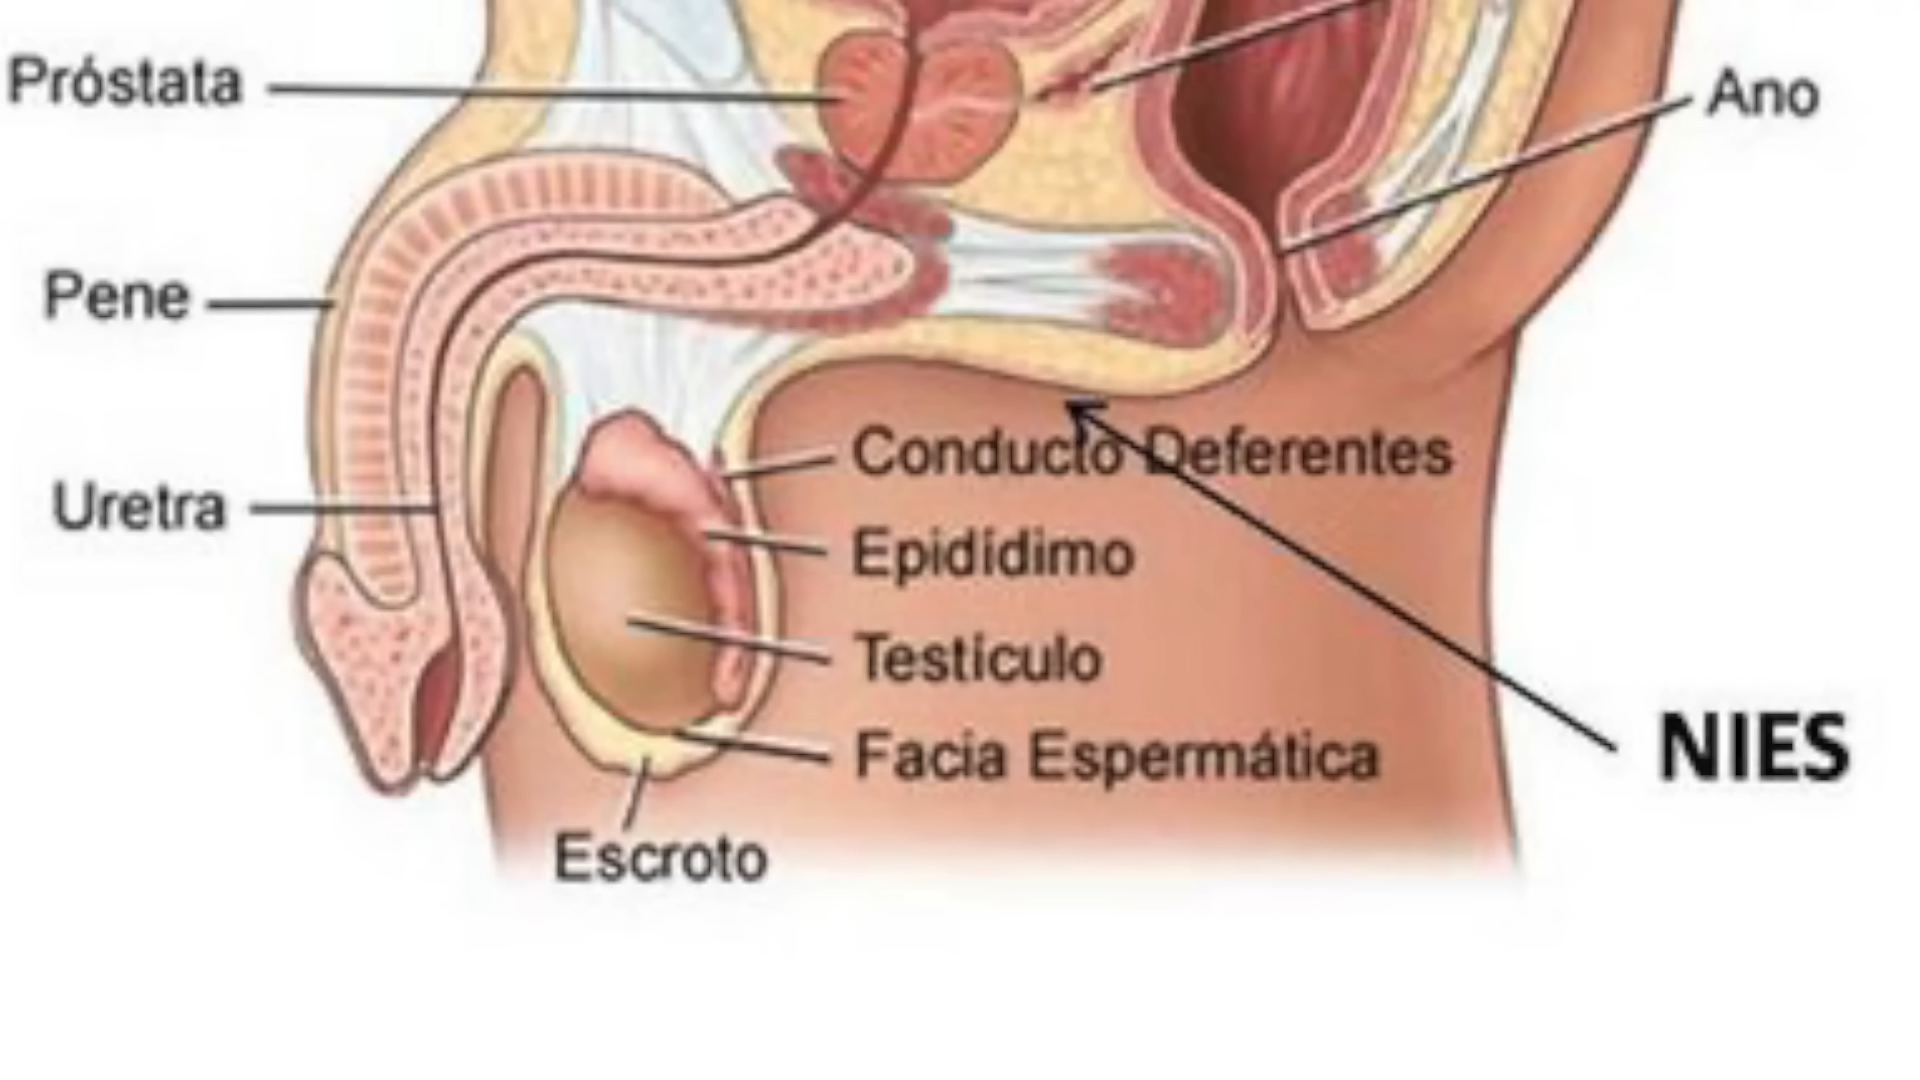 Próstata
Ano
Pene
Conducto Deferentes
Uretra
Epidídimo
Testículo
NIES
Facia Espermática
Escroto